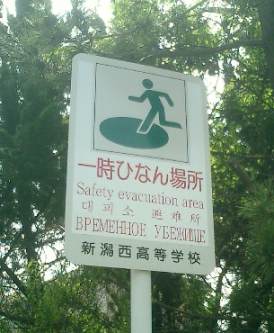 一時ひなん場所
Safety evacuation area
대피소 避难所
ВРЕМЕННОЕ УБЕЖИЩЕ
新潟西高等学校